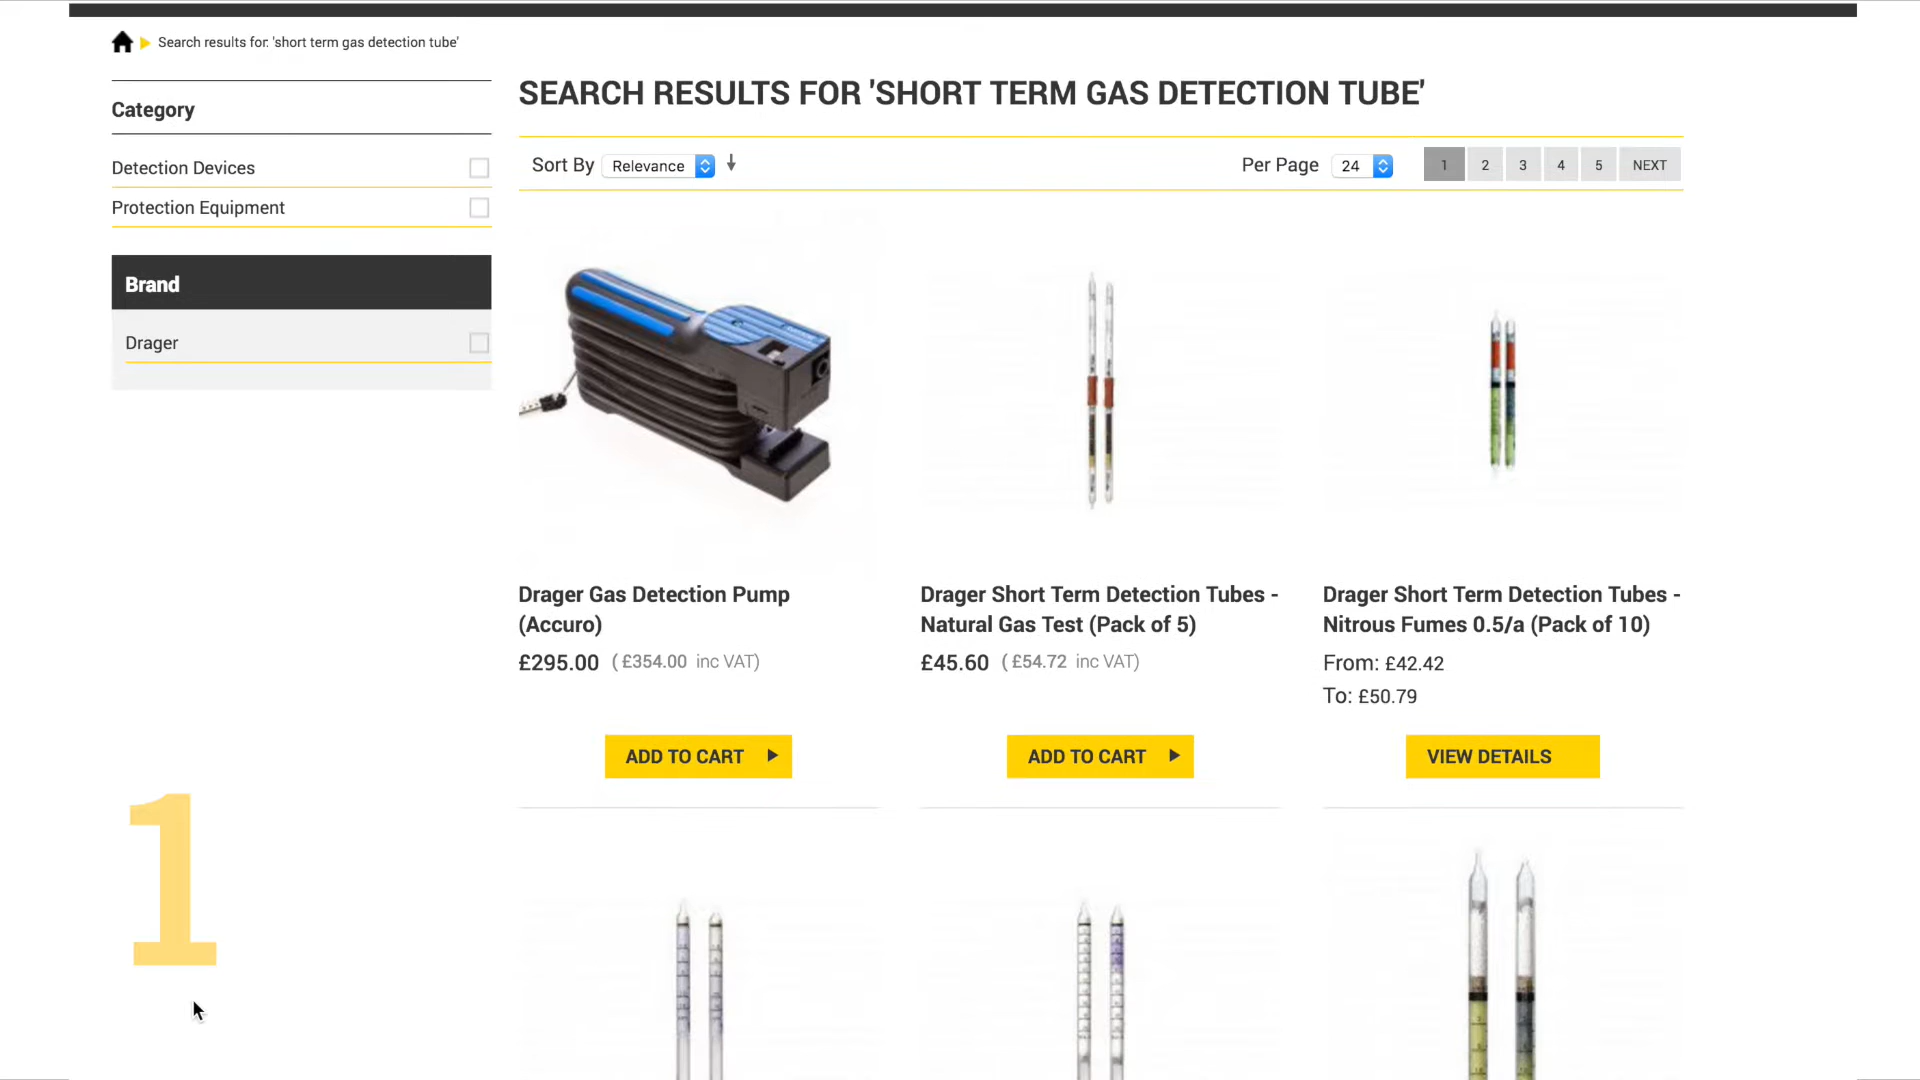 Search results for: 'short term gas detection tube'
Category
Detection Devices
Protection Equipment
Brand
Drager
SEARCH RESULTS FOR 'SHORT TERM GAS DETECTION TUBE'
Sort By Relevance
Per Page 24
1 2 3 4 5 NEXT
Drager Gas Detection Pump
(Accuro)
£295.00 ( £354.00 inc VAT)
ADD TO CART
Drager Short Term Detection Tubes -
Natural Gas Test (Pack of 5)
£45.60 ( £54.72 inc VAT)
ADD TO CART
Drager Short Term Detection Tubes -
Nitrous Fumes 0.5/a (Pack of 10)
From: £42.42
To: £50.79
VIEW DETAILS
1